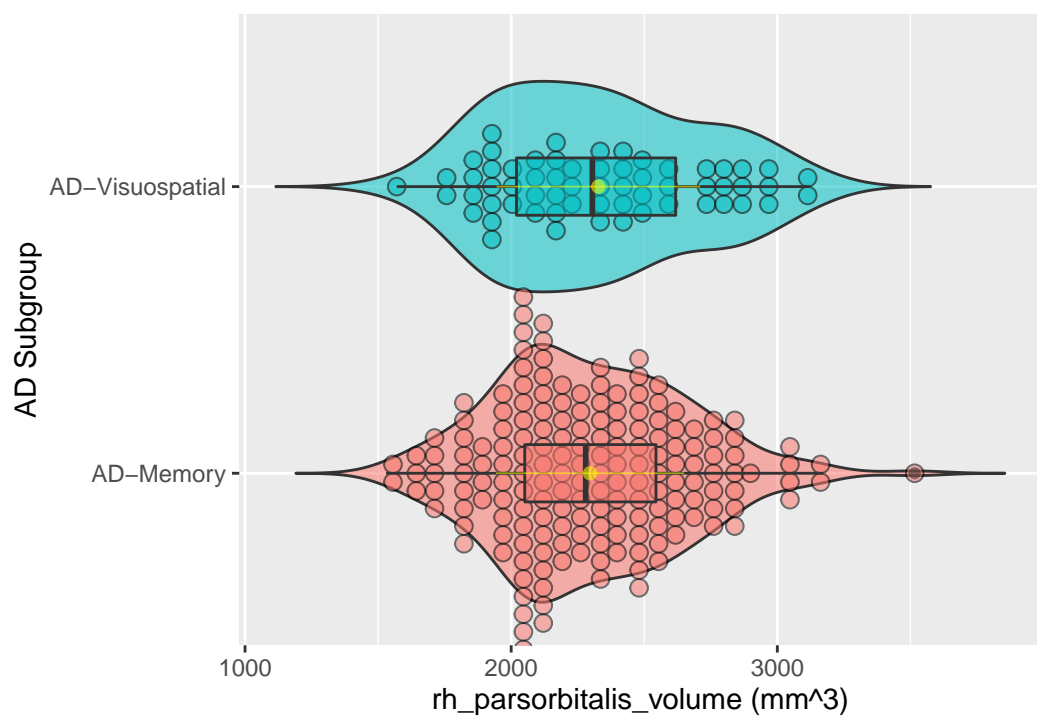 AD Subgroup
AD−Visuospatial
AD−Memory
1000 2000 3000
rh_parsorbitalis_volume (mm^3)